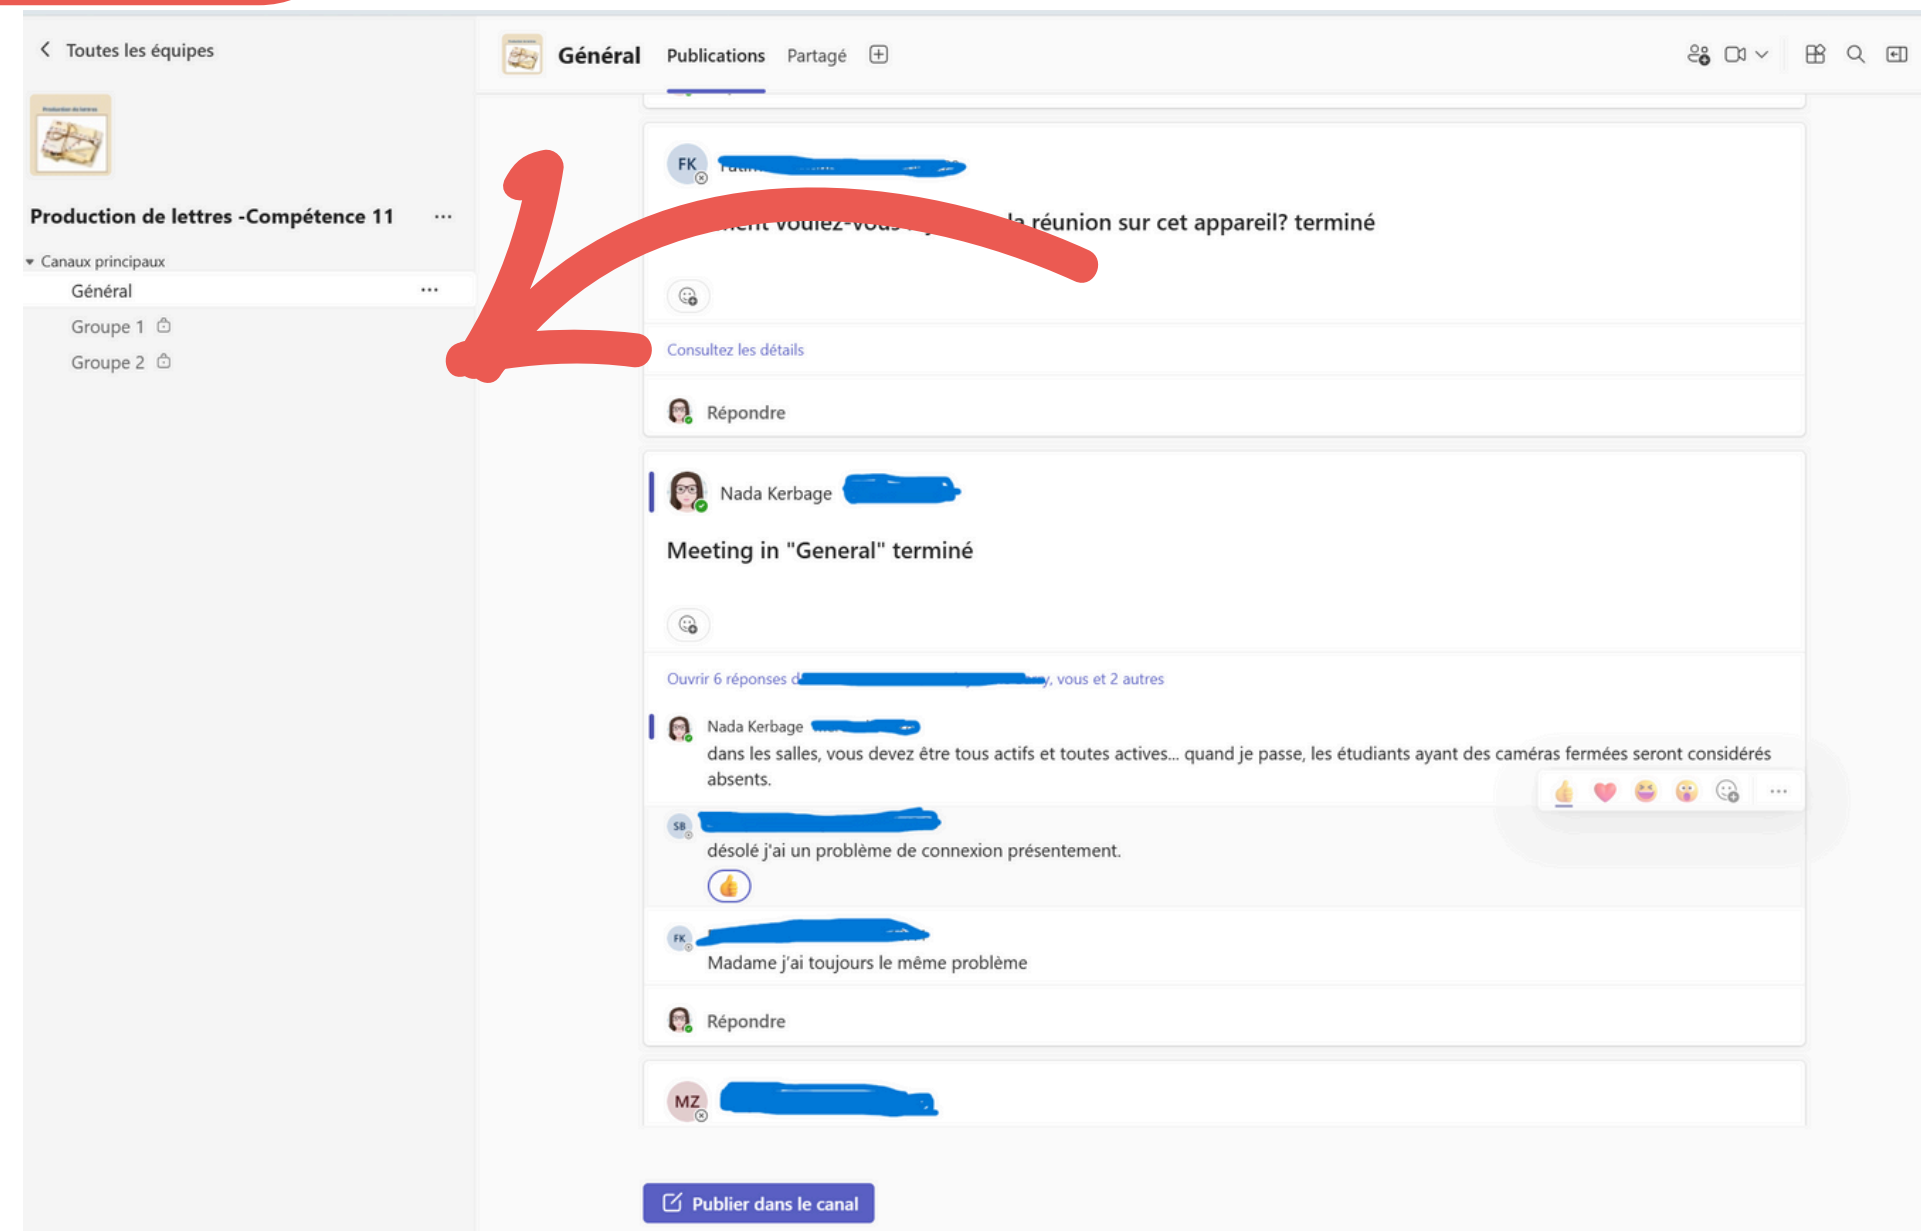 Toutes les équipes
Général Publications Partagé
Production de lettres
Production de lettres -Compétence 11 ...
Canaux principaux
Général ...
Groupe 1
Groupe 2
FK
la réunion sur cet appareil? terminé
Consultez les détails
Répondre
Nada Kerbage
Meeting in "General" terminé
Ouvrir 6 réponses
, vous et 2 autres
Nada Kerbage
dans les salles, vous devez être tous actifs et toutes actives... quand je passe, les étudiants ayant des caméras fermées seront considérés
absents.
SB
désolé j'ai un problème de connexion présentement.
FK
Madame j'ai toujours le même problème
Répondre
MZ
Publier dans le canal